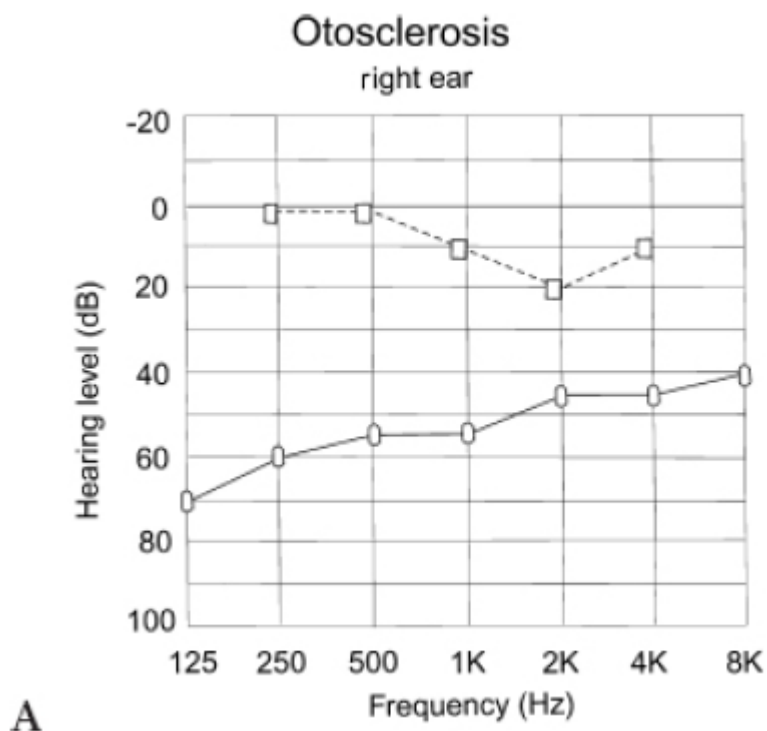 Otosclerosis
right ear
-20
0
20
40
60
80
100
Hearing level (dB)
125 250 500 1K 2K 4K 8K
Frequency (Hz)
A